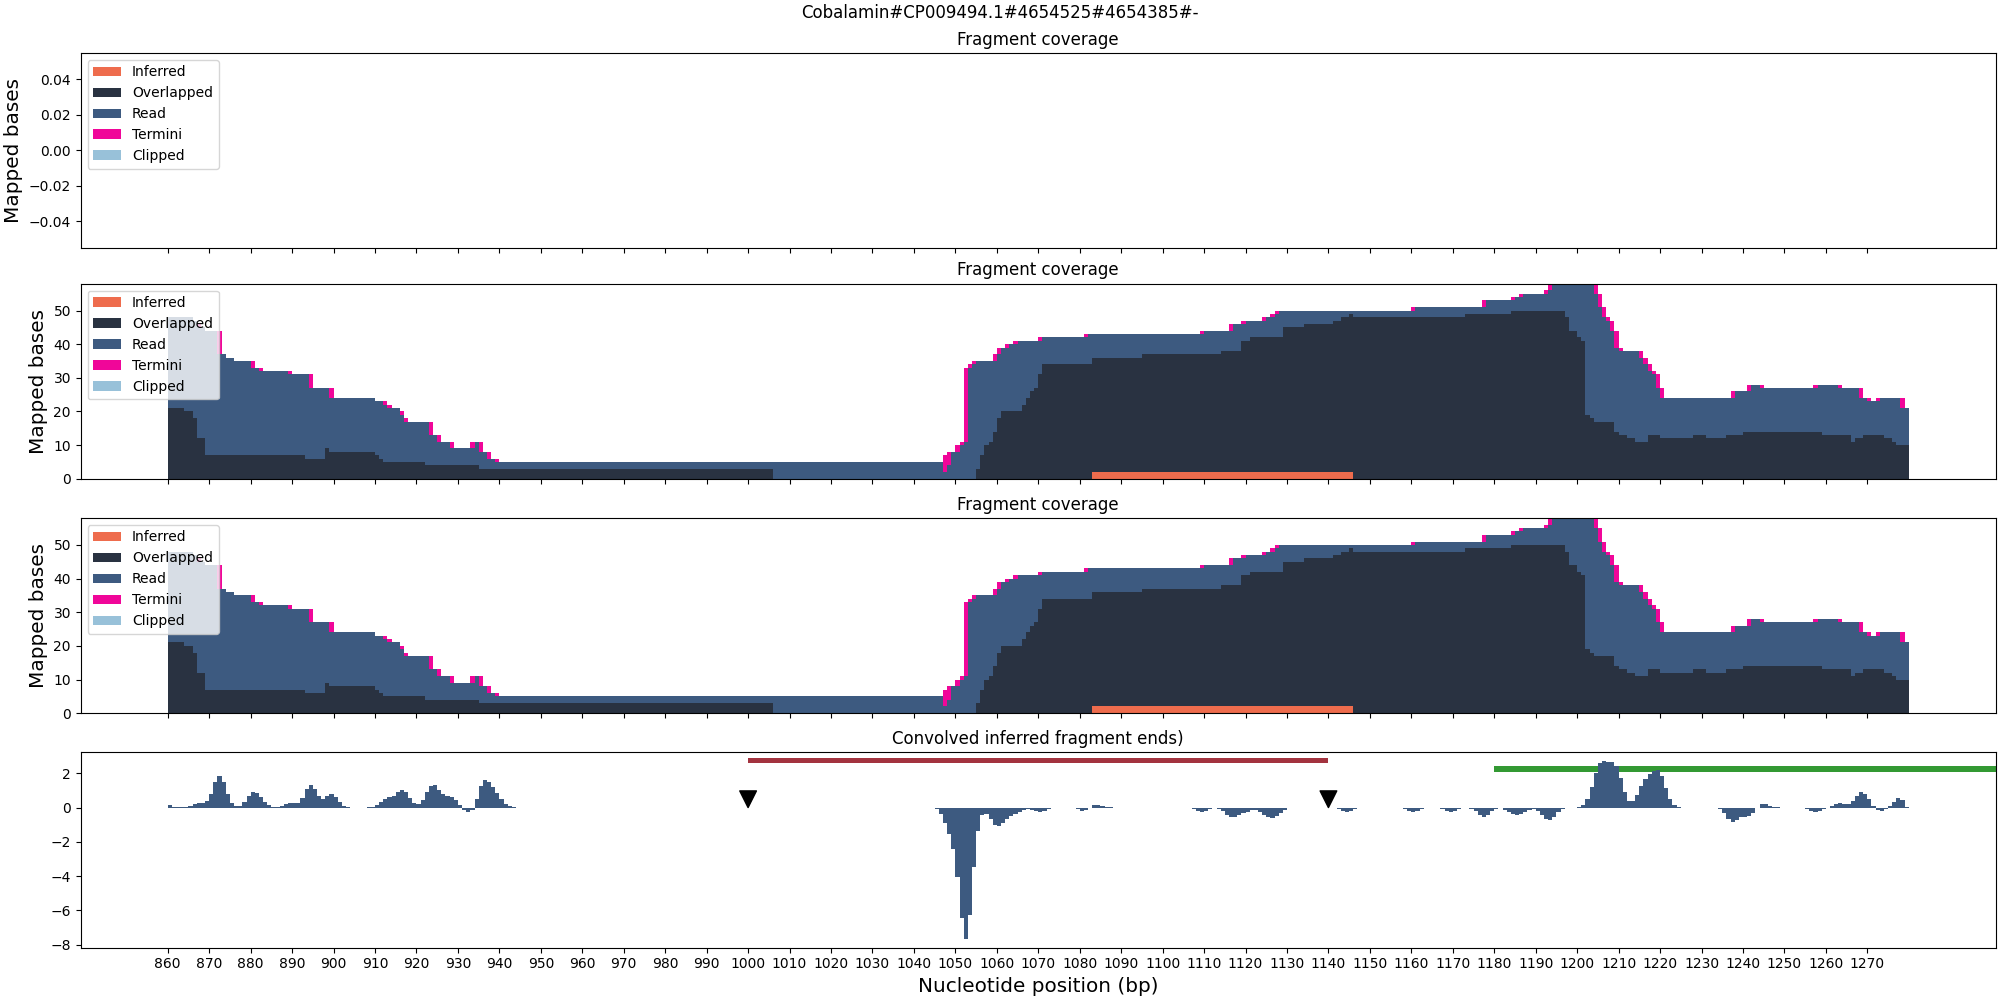 Cobalamin#CP009494.1#4654525#4654385#-
Fragment coverage
Mapped bases
0.04
0.02
0.00
−0.02
−0.04
Inferred
Overlapped
Read
Termini
Clipped
Fragment coverage
Mapped bases
50
40
30
20
10
0
Inferred
Overlapped
Read
Termini
Clipped
Fragment coverage
Mapped bases
50
40
30
20
10
0
Inferred
Overlapped
Read
Termini
Clipped
Convolved inferred fragment ends)
2
0
−2
−4
−6
−8
860 870 880 890 900 910 920 930 940 950 960 970 980 990 1000 1010 1020 1030 1040 1050 1060 1070 1080 1090 1100 1110 1120 1130 1140 1150 1160 1170 1180 1190 1200 1210 1220 1230 1240 1250 1260 1270
Nucleotide position (bp)